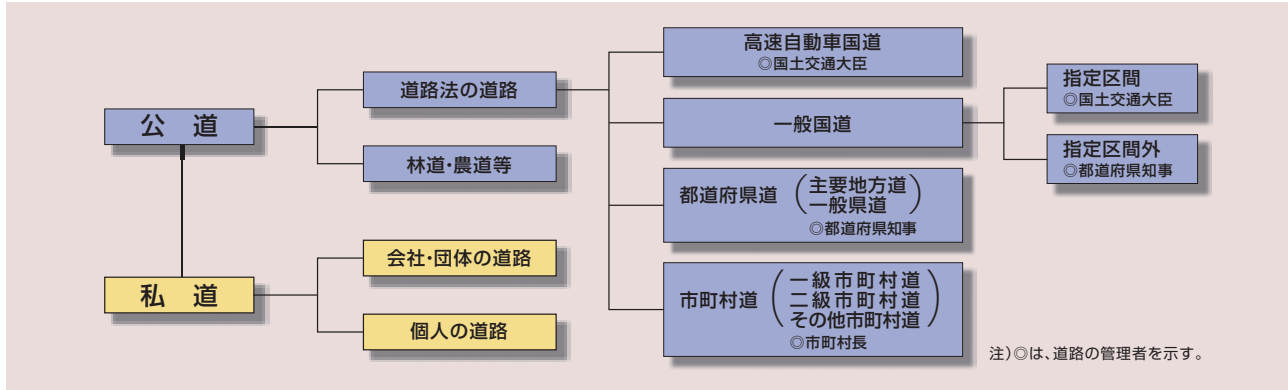 公 道
私 道
道路法の道路
林道・農道等
会社・団体の道路
個人の道路
高速自動車国道
◎国土交通大臣
一般国道
都道府県道（主要地方道
一般県道）
◎都道府県知事
市町村道（一級市町村道
二級市町村道
その他市町村道）
◎市町村長
指定区間
◎国土交通大臣
指定区間外
◎都道府県知事
注）◎は、道路の管理者を示す。